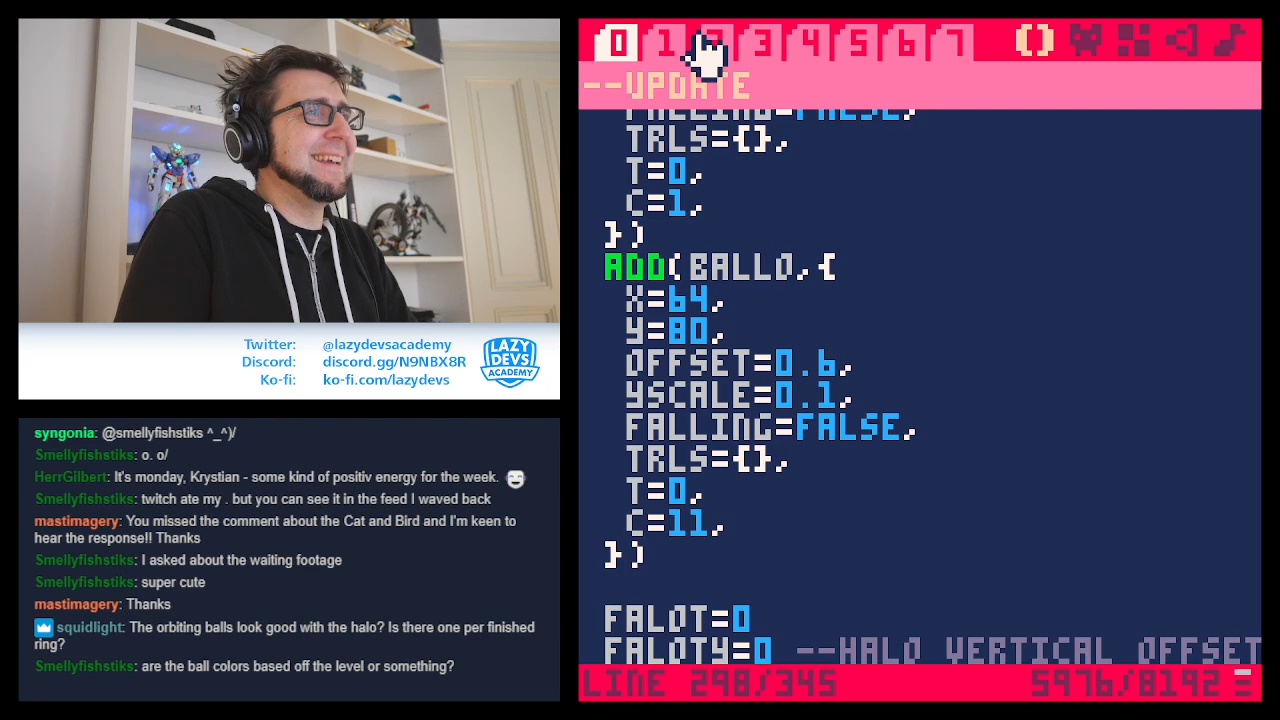 0 1 2 3 4 5 6 7 ()
--UPDATE
FALLING=FALSE,
TRLS={},
T=0,
C=1,
})
ADD(BALLO,{
X=64,
Y=80,
OFFSET=0.6,
YSCALE=0.1,
FALLING=FALSE,
TRLS={},
T=0,
C=11,
})
FALOT=0
FALOTY=0 --HALO VERTICAL OFFSET
LINE 298/345 5976/8192
Twitter: @lazydevsacademy
Discord: discord.gg/N9NBX8R
Ko-fi: ko-fi.com/lazydevs
LAZY
DEVS
ACADEMY
syngonia: @smellyfishstiks ^_^)/
Smellyfishstiks: o. o/
HerrGIlbert: It's monday, Krystian - some kind of positiv energy for the week.
Smellyfishstiks: twitch ate my . but you can see it in the feed I waved back
mastimagery: You missed the comment about the Cat and Bird and I'm keen to
hear the response!! Thanks
Smellyfishstiks: I asked about the waiting footage
Smellyfishstiks: super cute
mastimagery: Thanks
squidlight: The orbiting balls look good with the halo? Is there one per finished
ring?
Smellyfishstiks: are the ball colors based off the level or something?